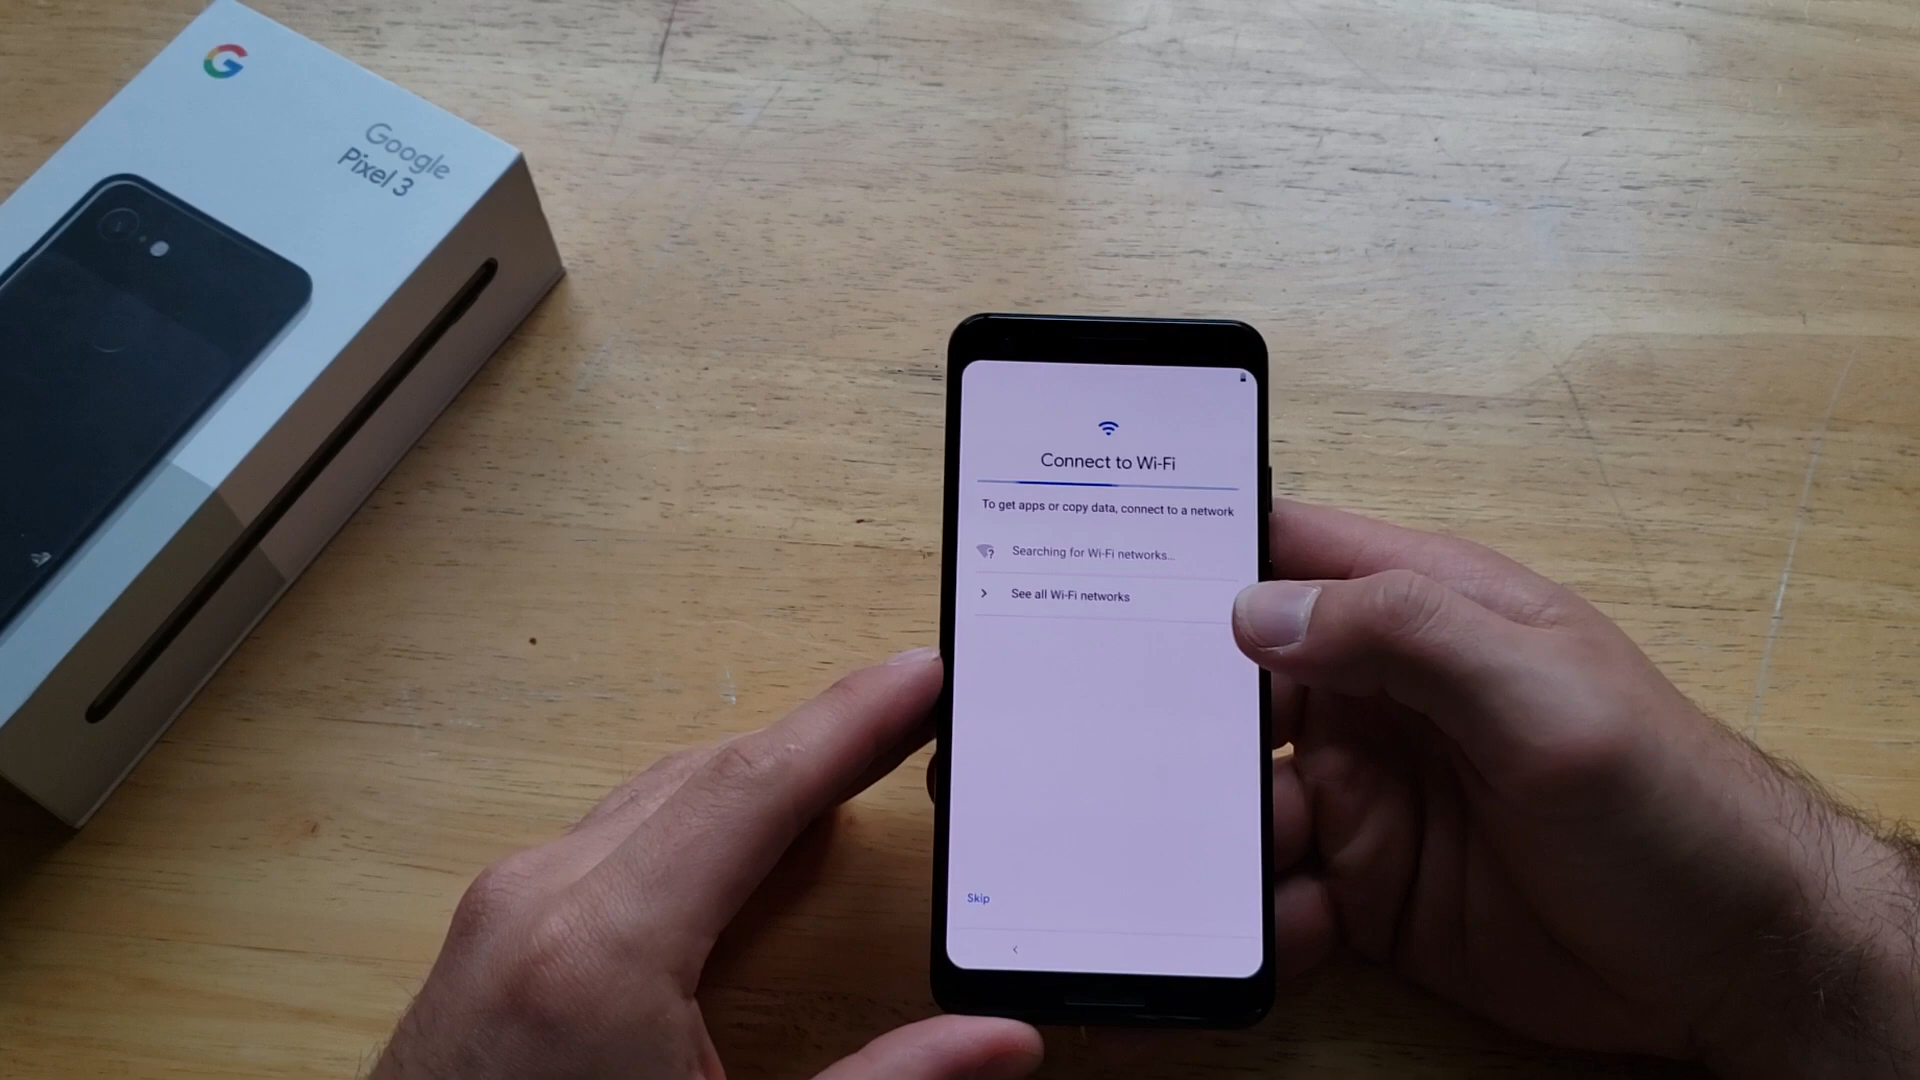 G
Google
Pixel 3
Connect to Wi-Fi
To get apps or copy data, connect to a network
Searching for Wi-Fi networks...
See all Wi-Fi networks
Skip